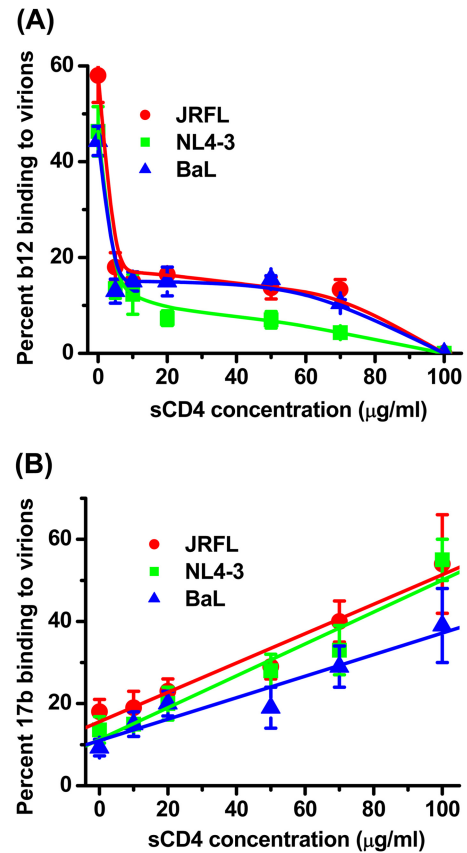 (A)
60
40
20
0
Percent b12 binding to virions
JRFL
NL4-3
BaL
0 20 40 60 80 100
sCD4 concentration (μg/ml)
(B)
60
40
20
0
Percent 17b binding to virions
JRFL
NL4-3
BaL
0 20 40 60 80 100
sCD4 concentration (μg/ml)